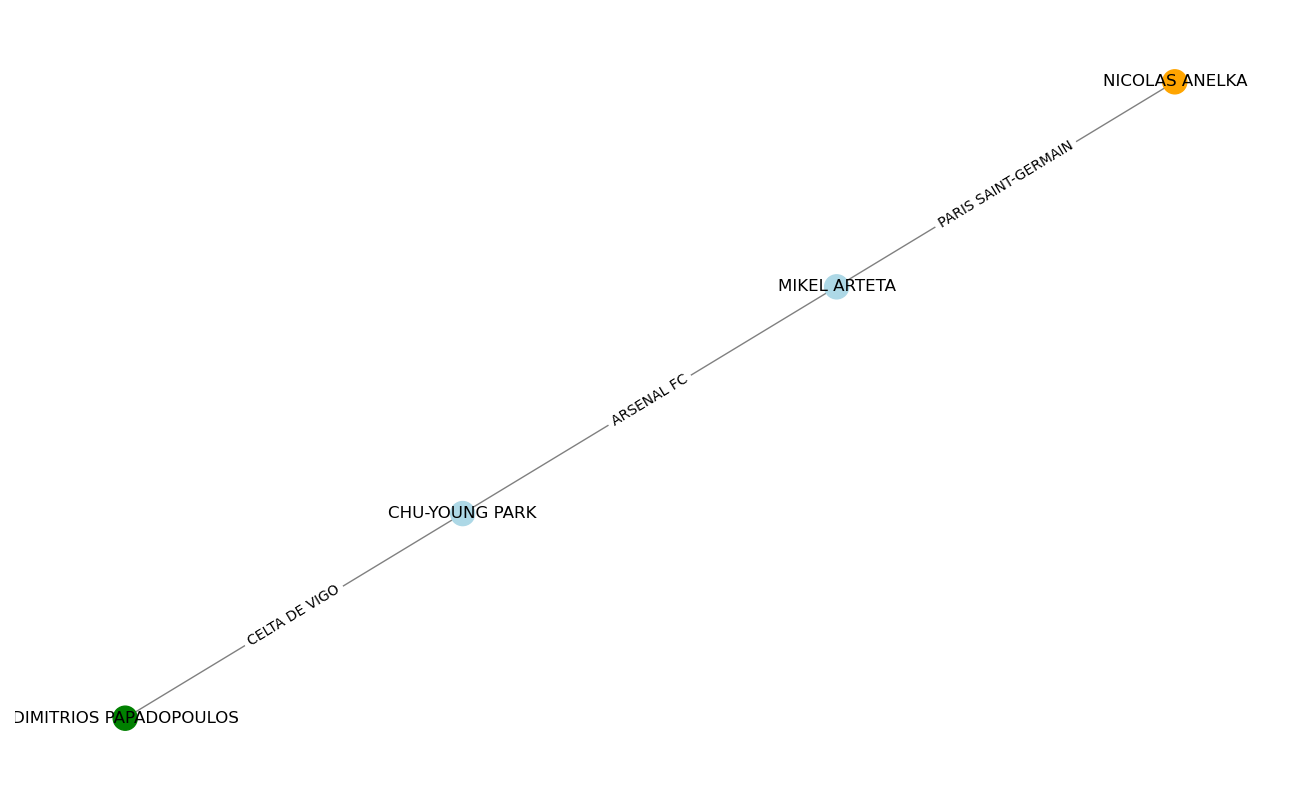 NICOLAS ANELKA
PARIS SAINT-GERMAIN
MIKEL ARTETA
ARSENAL FC
CHU-YOUNG PARK
CELTA DE VIGO
DIMITRIOS PAPADOPOULOS